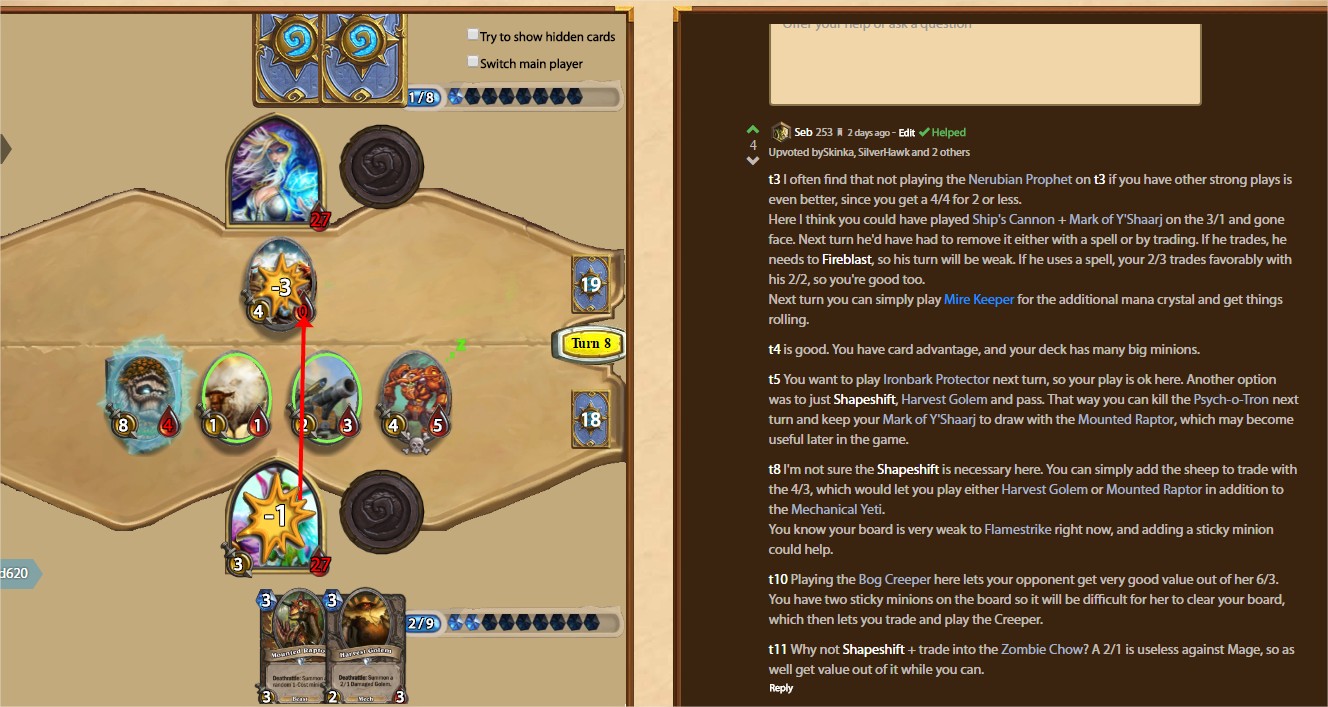 Try to show hidden cards
Switch main player
1/8
27
-3
4
19
Turn 8
8
4
1
1
2
3
4
5
18
-1
3
27
d620
3
3
2/9
Mounted Raptor
Harvest Golem
Deathrattle: Summon a
random 1-Cost minion
Deathrattle: Summon a
2/1 Damaged Golem.
3
Beast
2
Mech
3
Offer your help or ask a question
Seb 253 2 days ago - Edit Helped
4
Upvoted bySkinka, SilverHawk and 2 others
t3 I often find that not playing the Nerubian Prophet on t3 if you have other strong plays is
even better, since you get a 4/4 for 2 or less.
Here I think you could have played Ship's Cannon + Mark of Y'Shaarj on the 3/1 and gone
face. Next turn he'd have had to remove it either with a spell or by trading. If he trades, he
needs to Fireblast, so his turn will be weak. If he uses a spell, your 2/3 trades favorably with
his 2/2, so you're good too.
Next turn you can simply play Mire Keeper for the additional mana crystal and get things
rolling.
t4 is good. You have card advantage, and your deck has many big minions.
t5 You want to play Ironbark Protector next turn, so your play is ok here. Another option
was to just Shapeshift, Harvest Golem and pass. That way you can kill the Psych-o-Tron next
turn and keep your Mark of Y'Shaarj to draw with the Mounted Raptor, which may become
useful later in the game.
t8 I'm not sure the Shapeshift is necessary here. You can simply add the sheep to trade with
the 4/3, which would let you play either Harvest Golem or Mounted Raptor in addition to
the Mechanical Yeti.
You know your board is very weak to Flamestrike right now, and adding a sticky minion
could help.
t10 Playing the Bog Creeper here lets your opponent get very good value out of her 6/3.
You have two sticky minions on the board so it will be difficult for her to clear your board,
which then lets you trade and play the Creeper.
t11 Why not Shapeshift + trade into the Zombie Chow? A 2/1 is useless against Mage, so as
well get value out of it while you can.
Reply